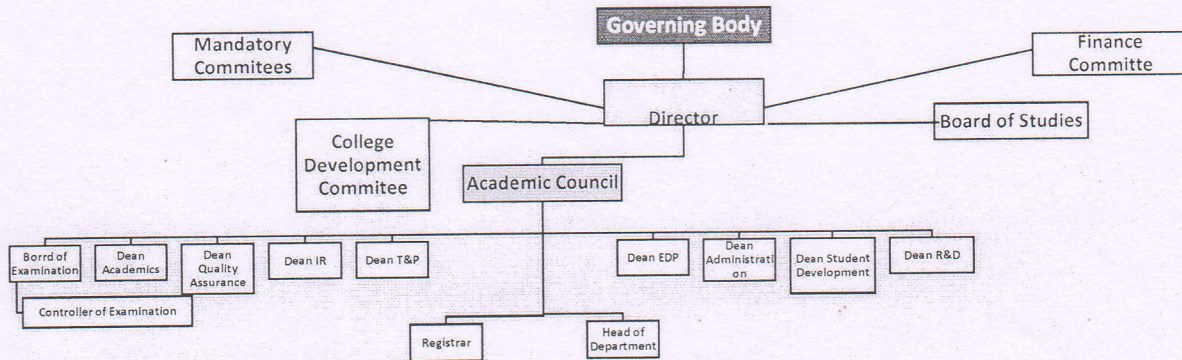 Governing Body
Mandatory
Commitees
Finance
Committe
Director
Board of Studies
College
Development
Commitee
Academic Council
Borrd of
Examination
Dean
Academics
Dean
Quality
Assurance
Dean IR
Dean T&P
Dean EDP
Dean
Administrati
on
Dean Student
Development
Dean R&D
Controller of Examination
Registrar
Head of
Department